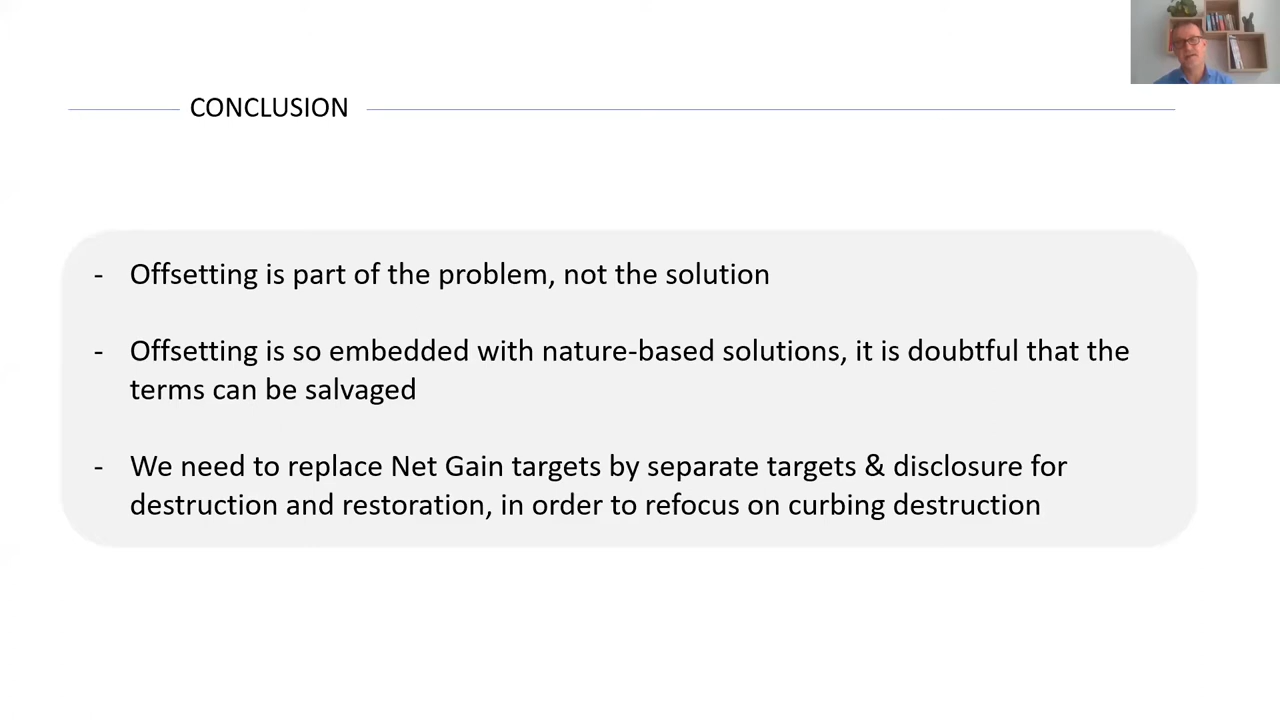 CONCLUSION
- Offsetting is part of the problem, not the solution
- Offsetting is so embedded with nature-based solutions, it is doubtful that the
terms can be salvaged
- We need to replace Net Gain targets by separate targets & disclosure for
destruction and restoration, in order to refocus on curbing destruction